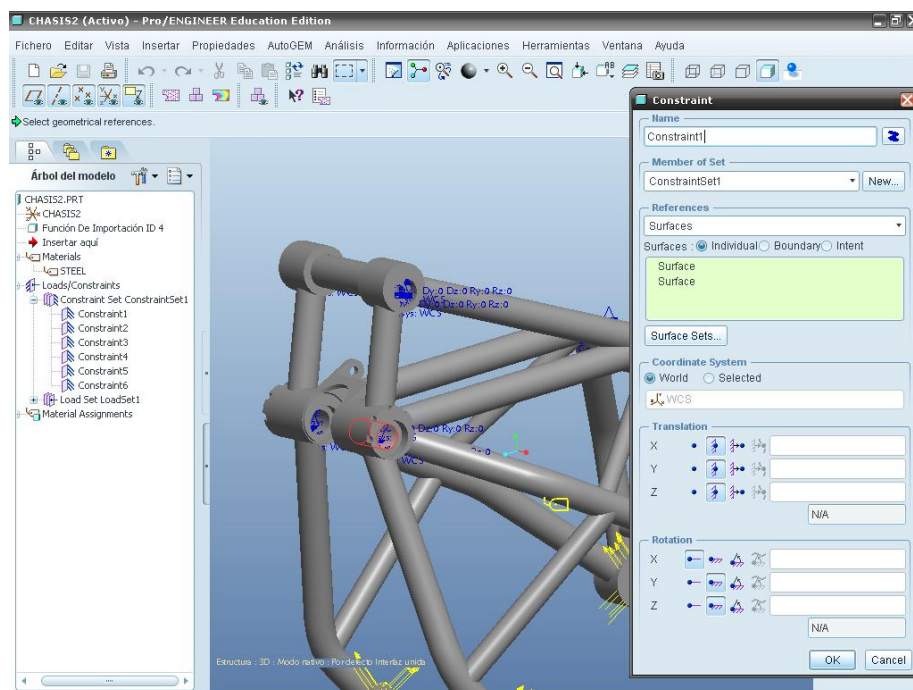 CHASIS2 (Activo) - Pro/ENGINEER Education Edition
Fichero Editar Vista Insertar Propiedades AutoGEM Análisis Información Aplicaciones Herramientas Ventana Ayuda
Select geometrical references.
Árbol del modelo
CHASIS2.PRT
CHASIS2
Función De Importación ID 4
Insertar aquí
Materials
STEEL
Loads/Constraints
Constraint Set ConstraintSet1
Constraint1
Constraint2
Constraint3
Constraint4
Constraint5
Constraint6
Load Set LoadSet1
Material Assignments
Dy:0 Dz:0 Ry:0 Rz:0
Dz:0 Ry:0 Rz:0
WCS
Dz:0 Ry:0 Rz:0
WCS
Estructura : 3D : Modo nativo : Por defecto Interfaz unida
Constraint
Name
Constraint1
Member of Set
ConstraintSet1
New...
References
Surfaces
Surfaces : Individual Boundary Intent
Surface
Surface
Surface Sets...
Coordinate System
World Selected
WCS
Translation
X
Y
Z
N/A
Rotation
X
Y
Z
N/A
OK Cancel